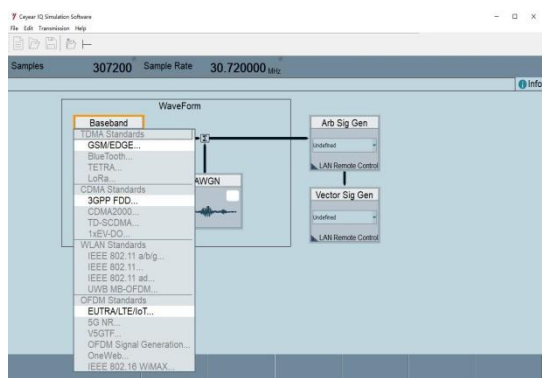 Ceyear IQ Simulation Software
File Edit Transmission Help
Samples 307200 Sample Rate 30.720000 MHz
Info
WaveForm
Baseband
TDMA Standards
GSM/EDGE...
BlueTooth...
TETRA...
LoRa...
CDMA Standards
3GPP FDD...
CDMA2000...
TD-SCDMA...
1xEV-DO...
WLAN Standards
IEEE 802.11 a/b/g...
IEEE 802.11...
IEEE 802.11 ad...
UWB MB-OFDM...
OFDM Standards
EUTRA/LTE/IoT...
5G NR...
V5GTF...
OFDM Signal Generation...
OneWeb...
IEEE 802.16 WiMAX...
Σ
AWGN
Arb Sig Gen
Undefined
LAN Remote Control
Vector Sig Gen
Undefined
LAN Remote Control